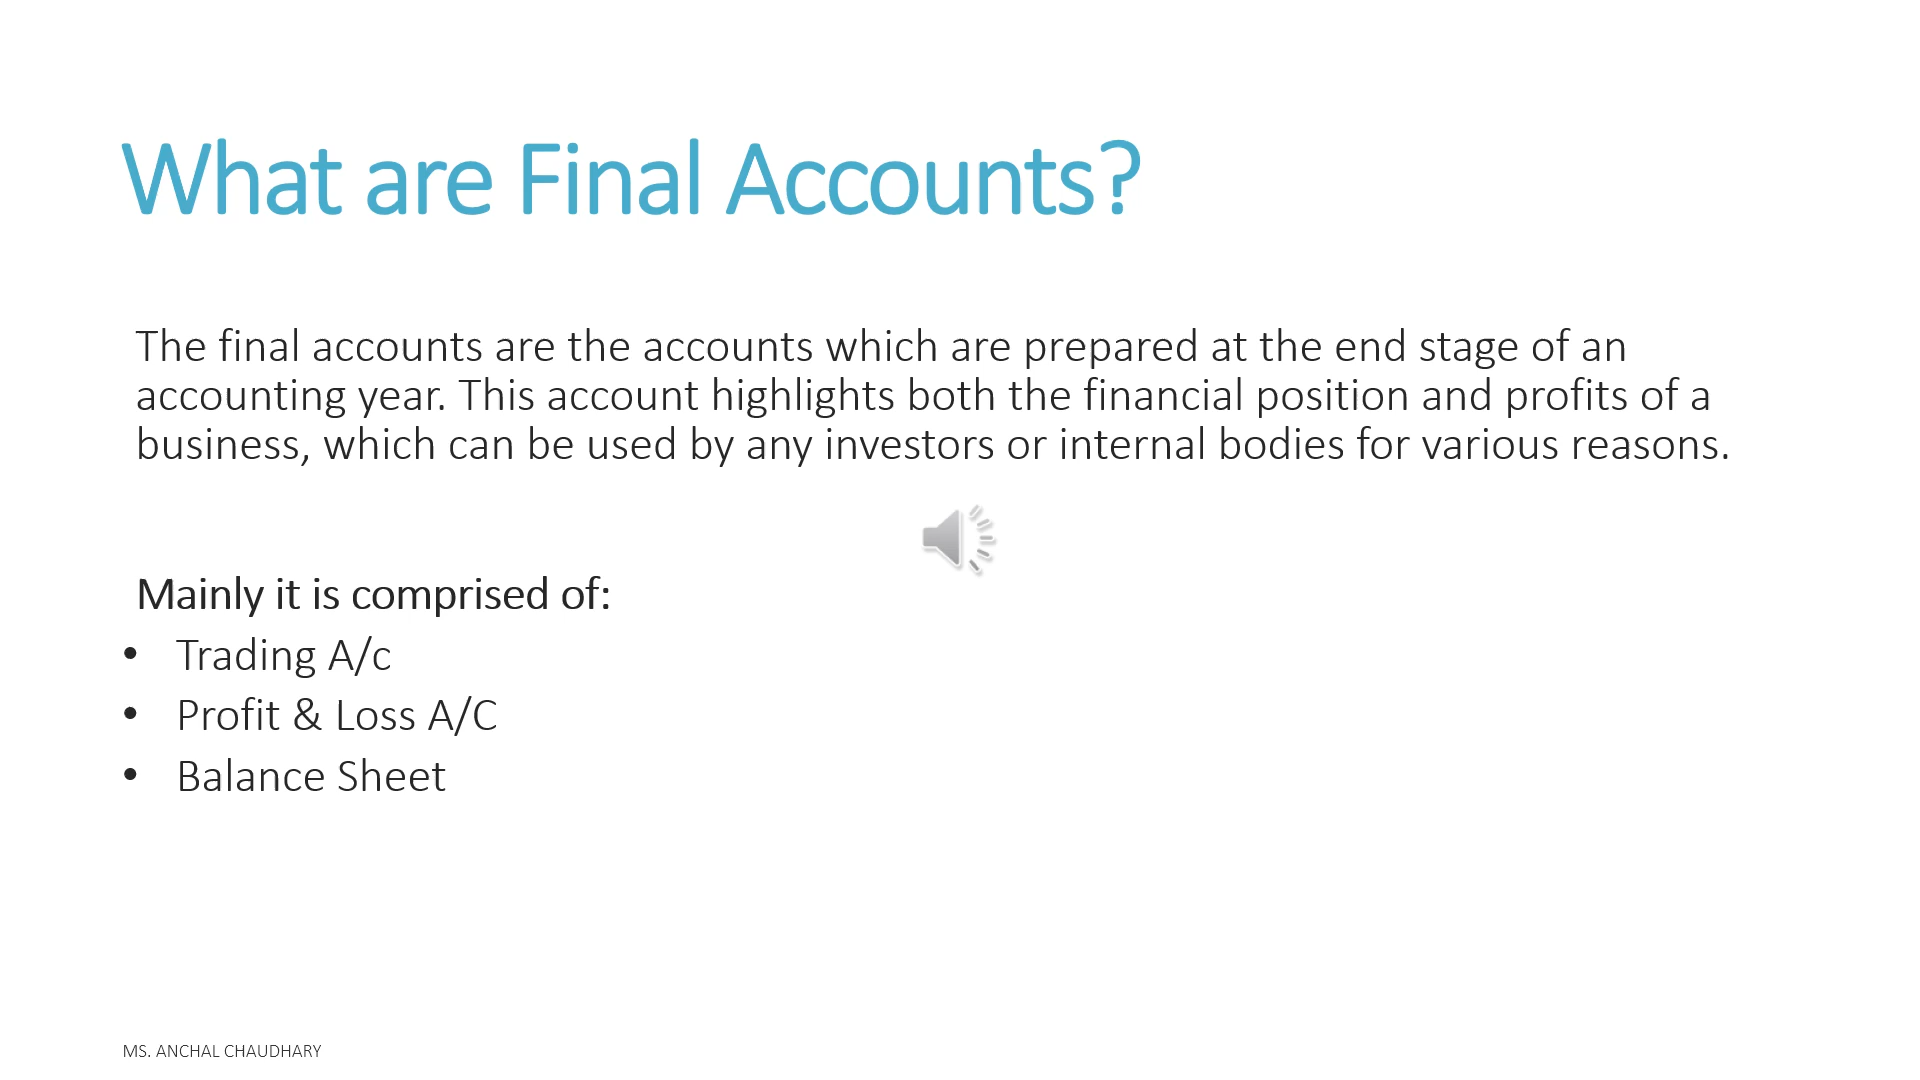 What are Final Accounts?
The final accounts are the accounts which are prepared at the end stage of an
accounting year. This account highlights both the financial position and profits of a
business, which can be used by any investors or internal bodies for various reasons.
Mainly it is comprised of:
• Trading A/c
• Profit & Loss A/C
• Balance Sheet
MS. ANCHAL CHAUDHARY